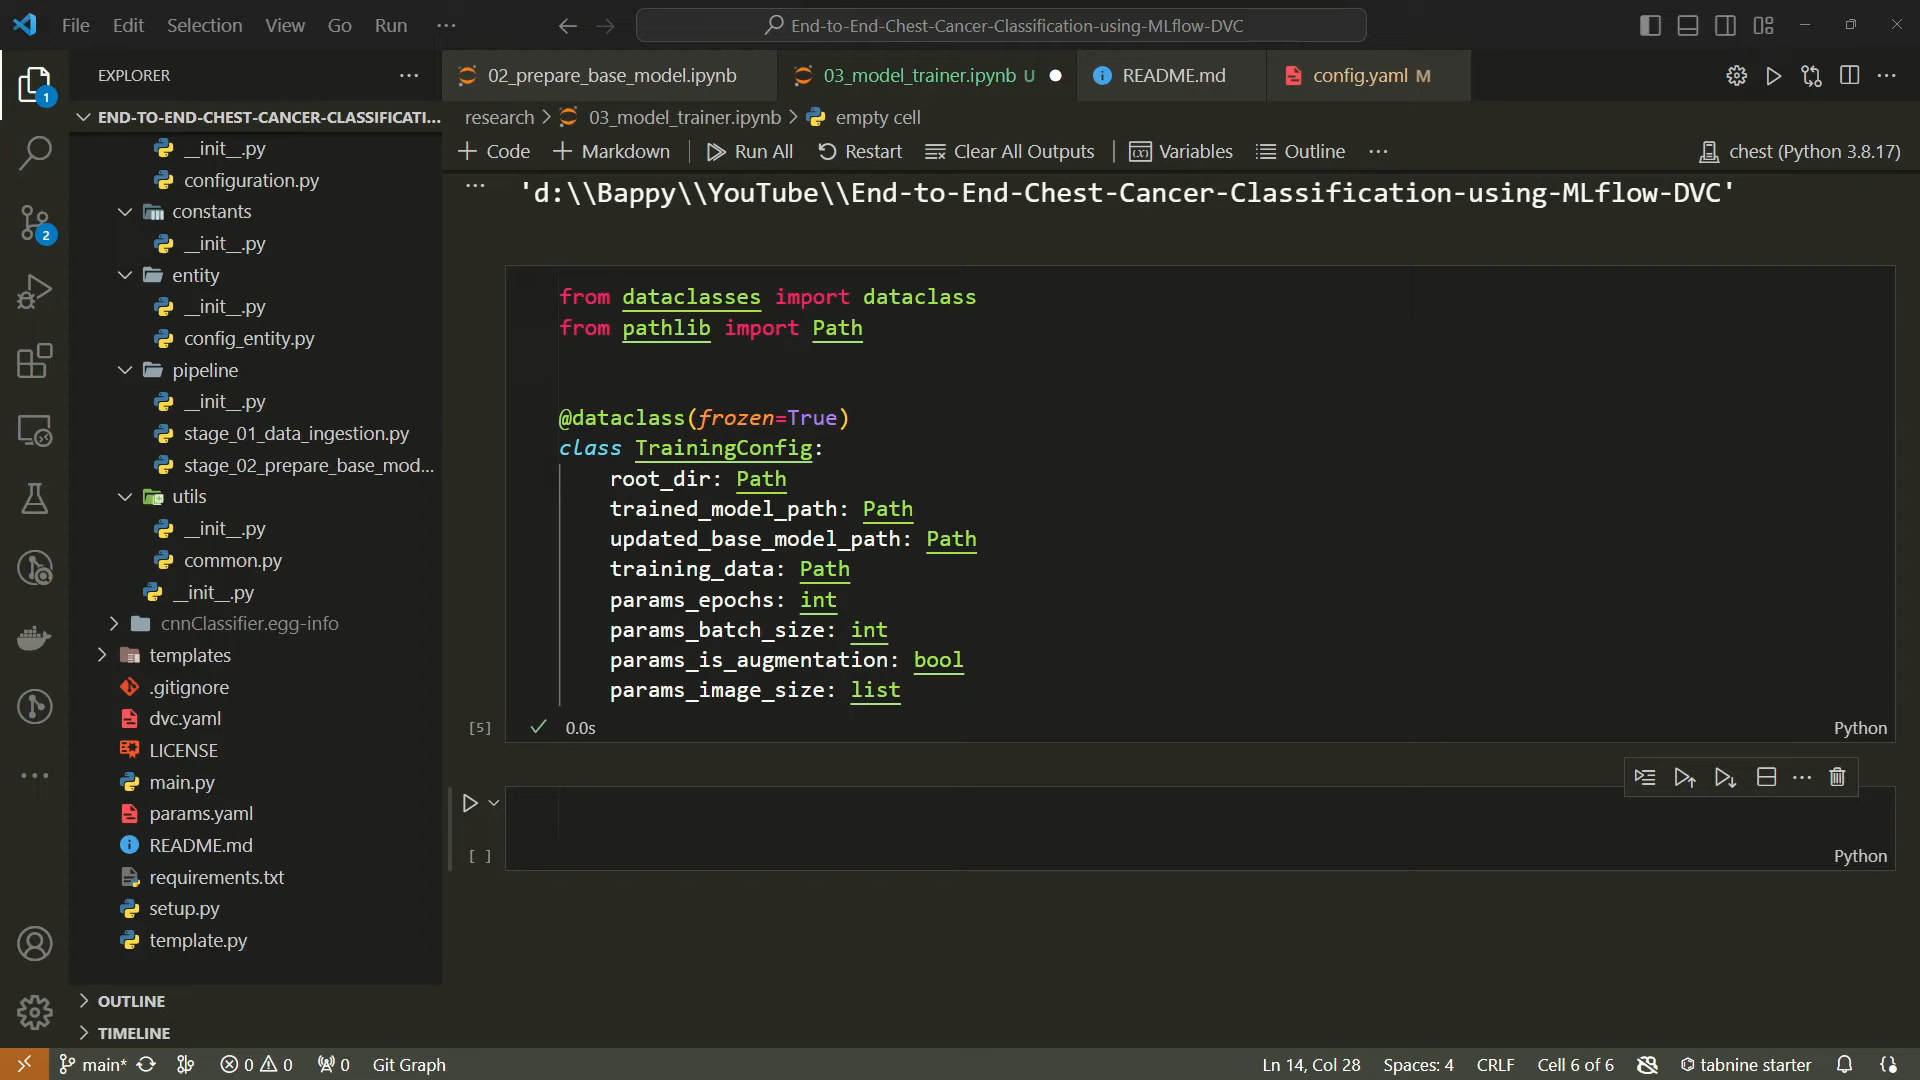 File Edit Selection View Go Run ···
End-to-End-Chest-Cancer-Classification-using-MLflow-DVC
EXPLORER ···
02_prepare_base_model.ipynb
03_model_trainer.ipynb U
README.md
config.yaml M
END-TO-END-CHEST-CANCER-CLASSIFICATI...
research > 03_model_trainer.ipynb > empty cell
+ Code + Markdown Run All Restart Clear All Outputs Variables Outline ···
chest (Python 3.8.17)
__init__.py
configuration.py
constants
__init__.py
entity
__init__.py
config_entity.py
pipeline
__init__.py
stage_01_data_ingestion.py
stage_02_prepare_base_mod...
utils
__init__.py
common.py
__init__.py
cnnClassifier.egg-info
templates
.gitignore
dvc.yaml
LICENSE
main.py
params.yaml
README.md
requirements.txt
setup.py
template.py
OUTLINE
TIMELINE
1
2
'd:\\Bappy\\YouTube\\End-to-End-Chest-Cancer-Classification-using-MLflow-DVC'
from dataclasses import dataclass
from pathlib import Path
@dataclass(frozen=True)
class TrainingConfig:
root_dir: Path
trained_model_path: Path
updated_base_model_path: Path
training_data: Path
params_epochs: int
params_batch_size: int
params_is_augmentation: bool
params_image_size: list
[5] 0.0s Python
[ ] Python
main* 0 0 0 Git Graph
Ln 14, Col 28 Spaces: 4 CRLF Cell 6 of 6 tabnine starter